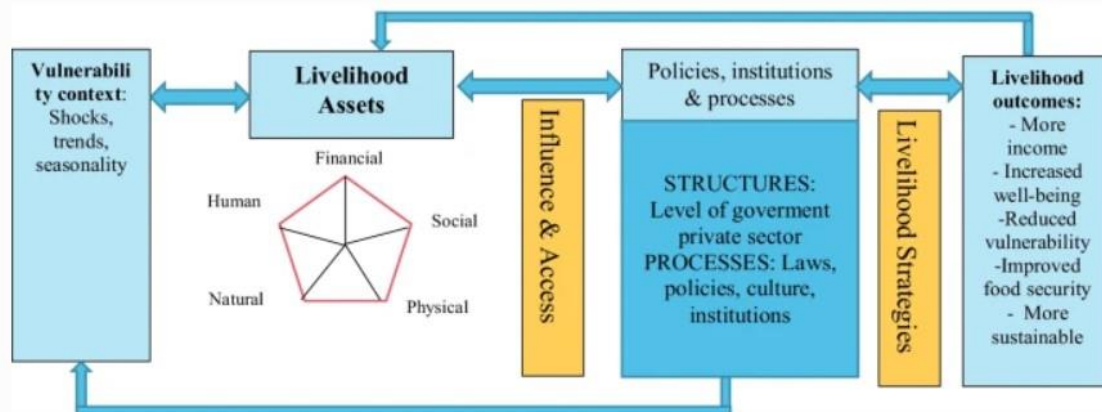 Vulnerabili
ty context:
Shocks,
trends,
seasonality
Livelihood
Assets
Financial
Human
Social
Natural
Physical
Influence & Access
Policies, institutions
& processes
STRUCTURES:
Level of goverment
private sector
PROCESSES: Laws,
policies, culture,
institutions
Livelihood Strategies
Livelihood
outcomes:
- More
income
- Increased
well-being
-Reduced
vulnerability
-Improved
food security
- More
sustainable